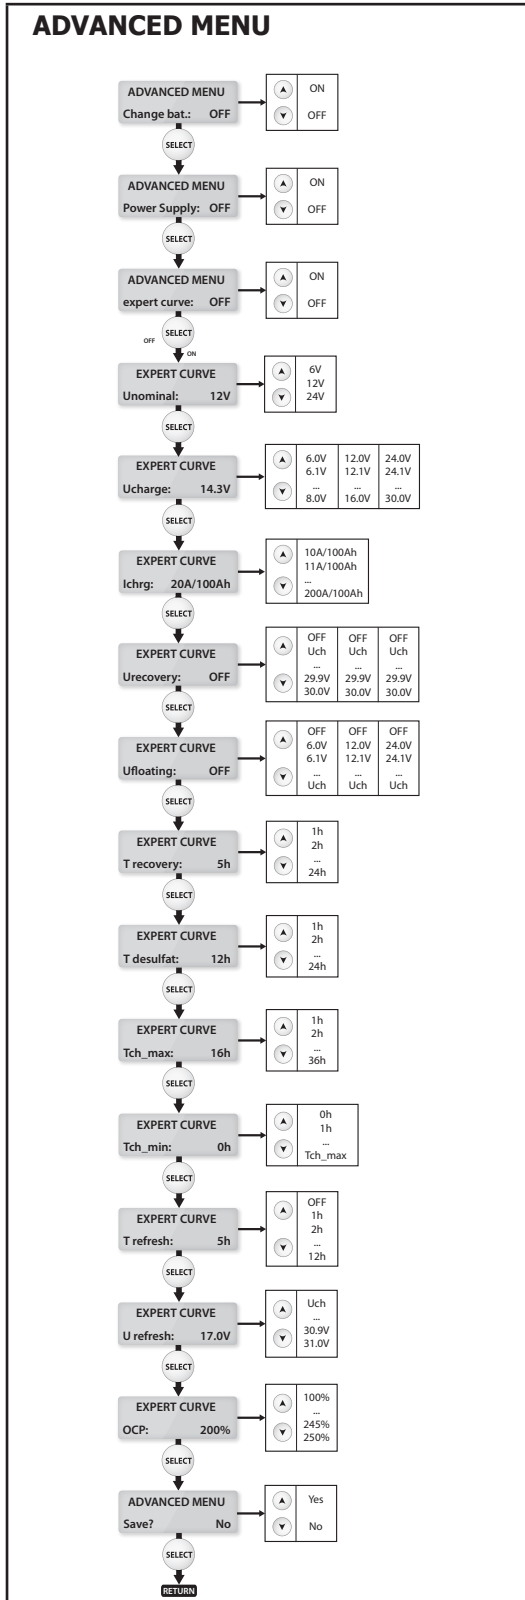 ADVANCED MENU
ADVANCED MENU
Change bat.: OFF
ON
OFF
SELECT
ADVANCED MENU
Power Supply: OFF
ON
OFF
SELECT
ADVANCED MENU
expert curve: OFF
ON
OFF
OFF SELECT ON
EXPERT CURVE
Unominal: 12V
6V
12V
24V
SELECT
EXPERT CURVE
Ucharge: 14.3V
6.0V 12.0V 24.0V
6.1V 12.1V 24.1V
... ... ...
8.0V 16.0V 30.0V
SELECT
EXPERT CURVE
Ichrg: 20A/100Ah
10A/100Ah
11A/100Ah
...
200A/100Ah
SELECT
EXPERT CURVE
Urecovery: OFF
OFF OFF OFF
Uch Uch Uch
... ... ...
29.9V 29.9V 29.9V
30.0V 30.0V 30.0V
SELECT
EXPERT CURVE
Ufloating: OFF
OFF OFF OFF
6.0V 12.0V 24.0V
6.1V 12.1V 24.1V
... ... ...
Uch Uch Uch
SELECT
EXPERT CURVE
T recovery: 5h
1h
2h
...
24h
SELECT
EXPERT CURVE
T desulfat: 12h
1h
2h
...
24h
SELECT
EXPERT CURVE
Tch_max: 16h
1h
2h
...
36h
SELECT
EXPERT CURVE
Tch_min: 0h
0h
1h
...
Tch_max
SELECT
EXPERT CURVE
T refresh: 5h
OFF
1h
2h
...
12h
SELECT
EXPERT CURVE
U refresh: 17.0V
Uch
...
30.9V
31.0V
SELECT
EXPERT CURVE
OCP: 200%
100%
...
245%
250%
SELECT
ADVANCED MENU
Save? No
Yes
No
SELECT
RETURN